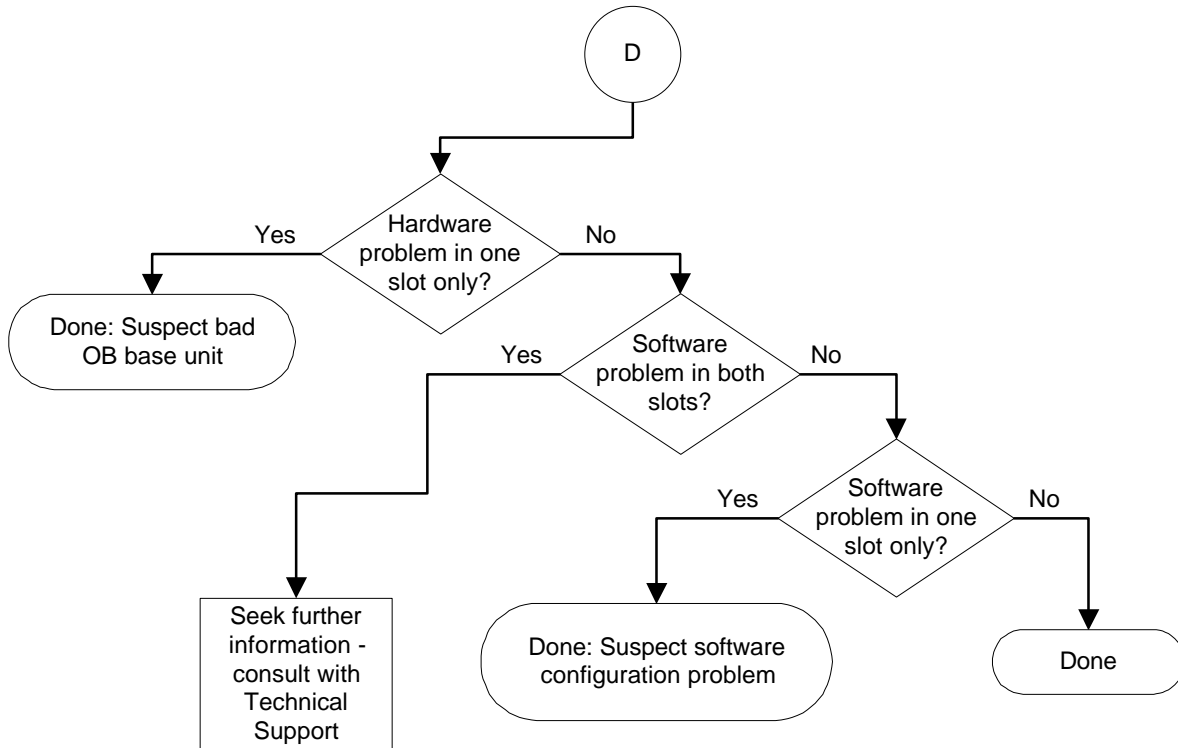 D
Hardware
problem in one
slot only?
Yes
No
Done: Suspect bad
OB base unit
Software
problem in both
slots?
Yes
No
Software
problem in one
slot only?
Yes
No
Seek further
information -
consult with
Technical
Support
Done: Suspect software
configuration problem
Done